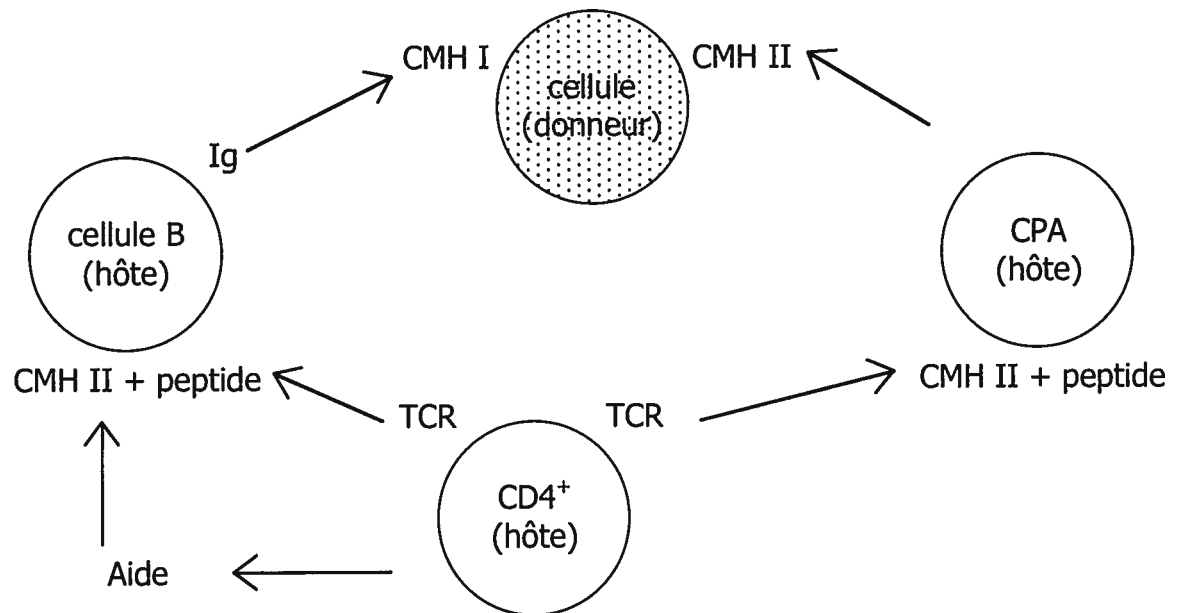 CMH I
cellule
(donneur)
CMH II
Ig
cellule B
(hôte)
CPA
(hôte)
CMH II + peptide
CMH II + peptide
TCR
TCR
CD4⁺
(hôte)
Aide